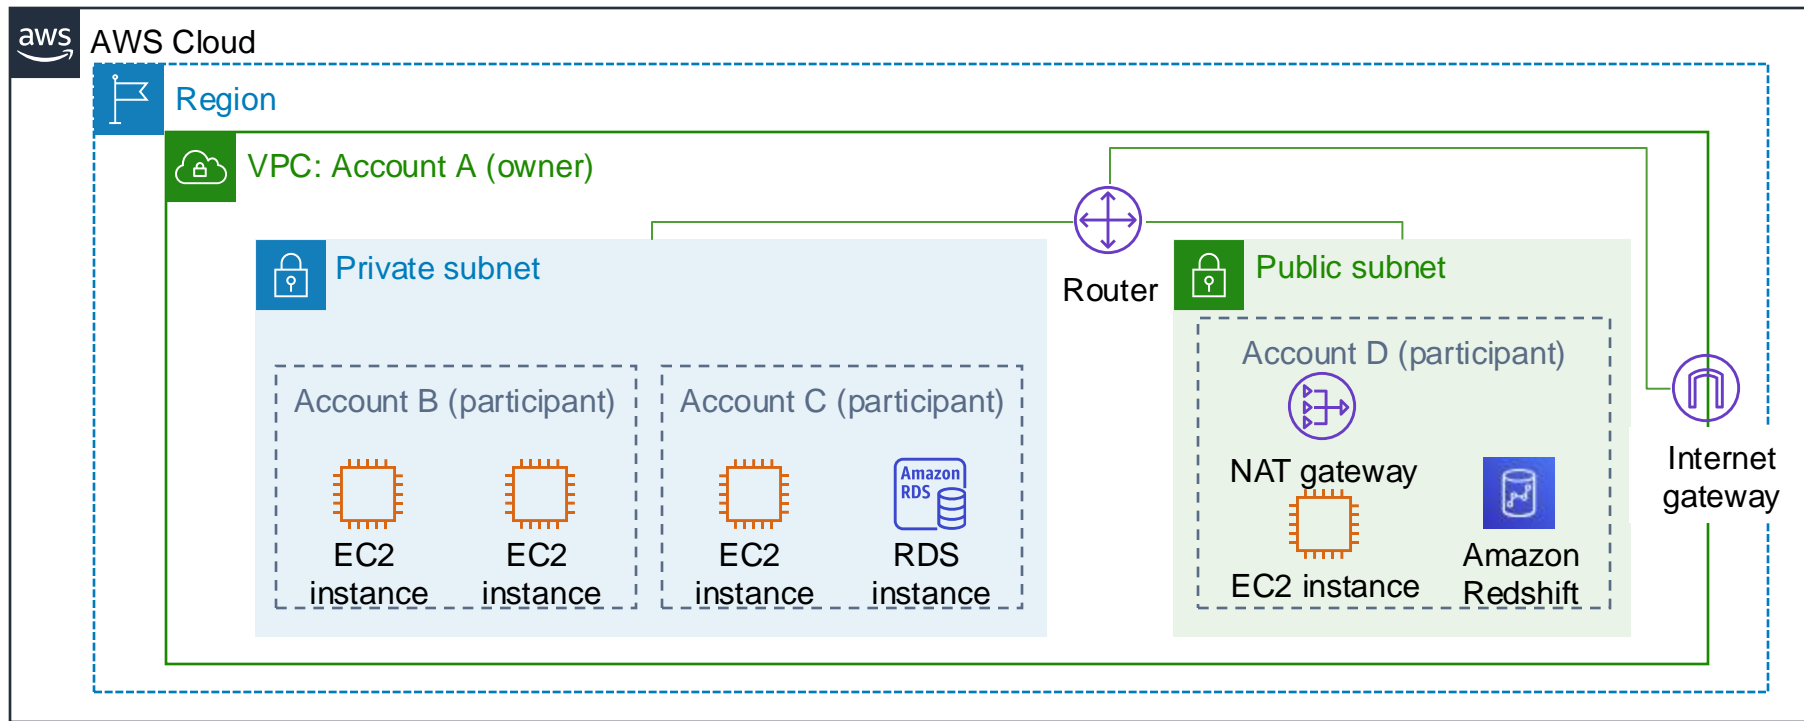 aws
AWS Cloud
Region
VPC: Account A (owner)
Router
Private subnet
Account B (participant)
EC2
instance
EC2
instance
Account C (participant)
EC2
instance
Amazon
RDS
RDS
instance
Public subnet
Account D (participant)
NAT gateway
EC2 instance
Amazon
Redshift
Internet
gateway